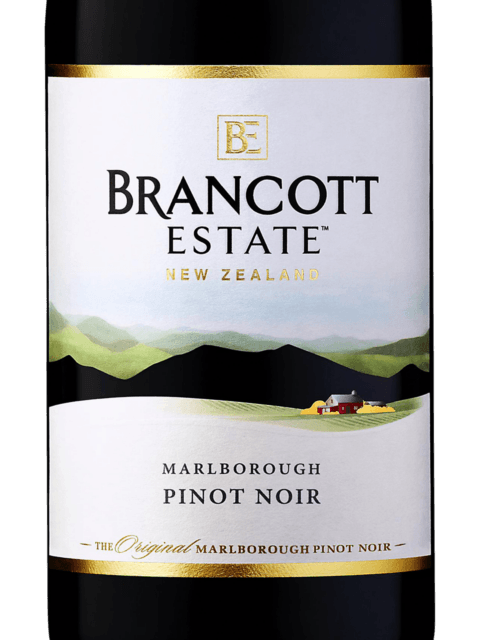 BE
BRANCOTT
ESTATE™
NEW ZEALAND
MARLBOROUGH
PINOT NOIR
THE Original MARLBOROUGH PINOT NOIR